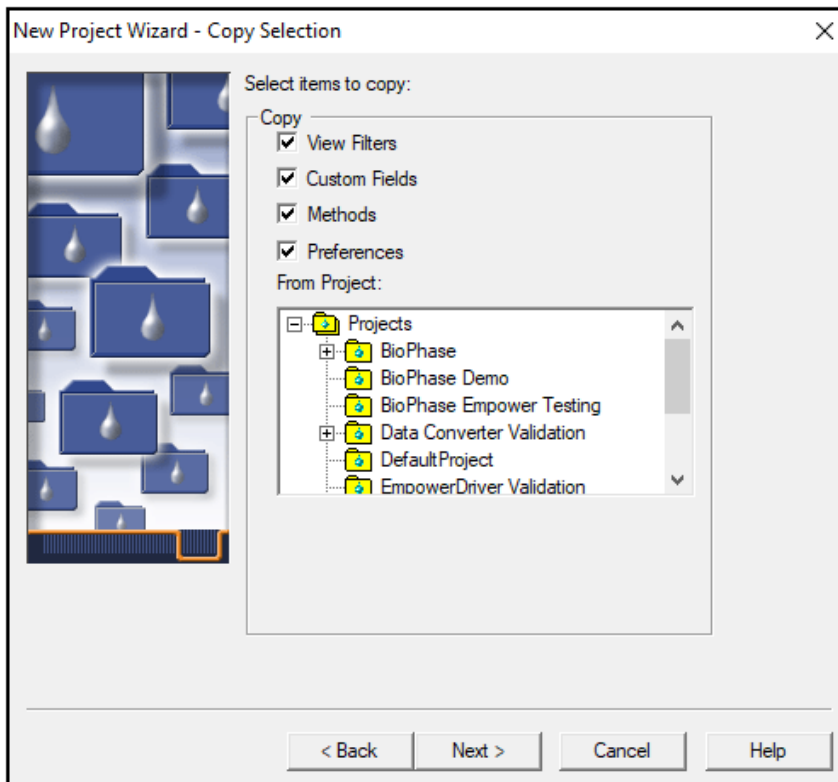 New Project Wizard - Copy Selection
Select items to copy:
Copy
View Filters
Custom Fields
Methods
Preferences
From Project:
Projects
BioPhase
BioPhase Demo
BioPhase Empower Testing
Data Converter Validation
DefaultProject
EmpowerDriver Validation
< Back Next > Cancel Help